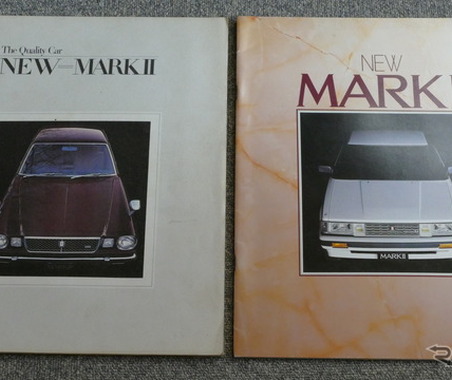 The Quality Car
NEW-MARK II
NEW
MARK
MARK II